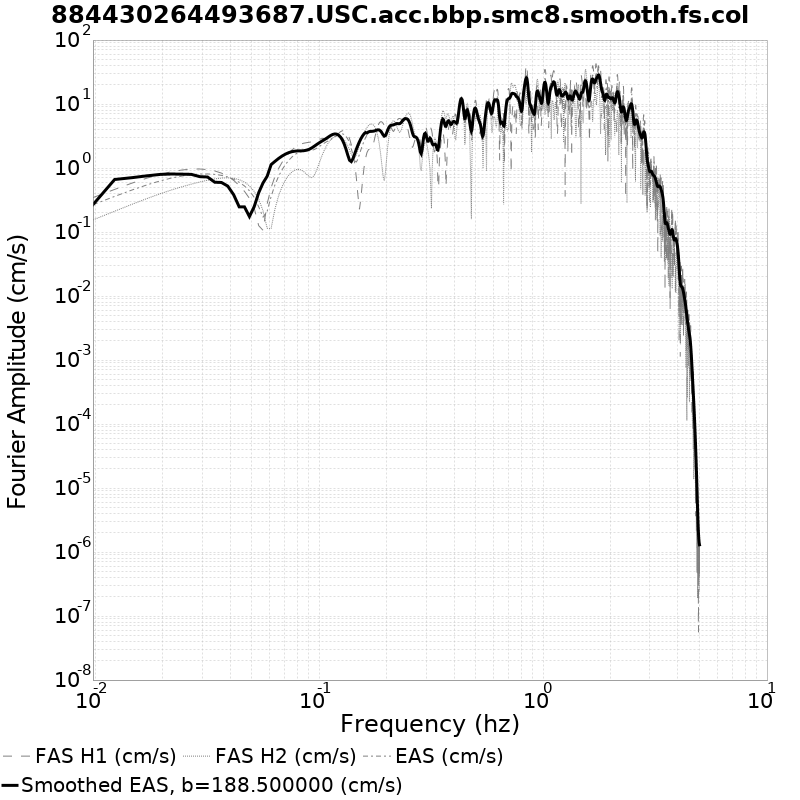 884430264493687.USC.acc.bbp.smc8.smooth.fs.col
10^2
10^1
10^0
10^-1
10^-2
10^-3
10^-4
10^-5
10^-6
10^-7
10^-8
Fourier Amplitude (cm/s)
10^-2 10^-1 10^0 10^1
Frequency (hz)
FAS H1 (cm/s) FAS H2 (cm/s) EAS (cm/s)
Smoothed EAS, b=188.500000 (cm/s)